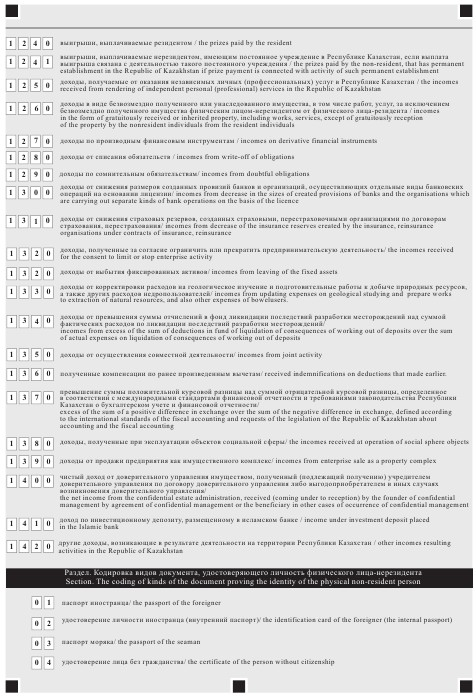 1 2 4 0 выигрыши, выплачиваемые резидентом / the prizes paid by the resident
1 2 4 1 выигрыши, выплачиваемые нерезидентом, имеющим постоянное учреждение в Республике Казахстан, если выплата
выигрыша связана с деятельностью такого постоянного учреждения / the prizes paid by the non-resident, that has permanent
establishment in the Republic of Kazakhstan if prize payment is connected with activity of such permanent establishment
1 2 5 0 доходы, получаемые от оказания независимых личных (профессиональных) услуг в Республике Казахстан / the incomes
received from rendering of independent personal (professional) services in the Republic of Kazakhstan
1 2 6 0 доходы в виде безвозмездно полученного или унаследованного имущества, в том числе работ, услуг, за исключением
безвозмездно полученного имущества физическим лицом-нерезидентом от физического лица-резидента / incomes
in the form of gratuitously received or inherited property, including works, services, except of gratuitously reception
of the property by the nonresident individuals from the resident individuals
1 2 7 0 доходы по производным финансовым инструментам / incomes on derivative financial instruments
1 2 8 0 доходы от списания обязательств / incomes from write-off of obligations
1 2 9 0 доходы по сомнительным обязательствам/ incomes from doubtful obligations
1 3 0 0 доходы от снижения размеров созданных провизий банков и организаций, осуществляющих отдельные виды банковских
операций на основании лицензии/ incomes from decrease in the sizes of created provisions of banks and the organisations which
are carrying out separate kinds of bank operations on the basis of the licence
1 3 1 0 доходы от снижения страховых резервов, созданных страховыми, перестраховочными организациями по договорам
страхования, перестрахования/ incomes from decrease of the insurance reserves created by the insurance, reinsurance
organisations under contracts of insurance, reinsurance
1 3 2 0 доходы, полученные за согласие ограничить или прекратить предпринимательскую деятельность/ the incomes received
for the consent to limit or stop enterprise activity
1 3 2 0 доходы от выбытия фиксированных активов/ incomes from leaving of the fixed assets
1 3 3 0 доходы от корректировки расходов на геологическое изучение и подготовительные работы к добыче природных ресурсов,
а также других расходов недропользователей/ incomes from updating expenses on geological studying and prepare works
to extraction of natural resources, and also other expenses of bowelusers.
1 3 4 0 доходы от превышения суммы отчислений в фонд ликвидации последствий разработки месторождений над суммой
фактических расходов по ликвидации последствий разработки месторождений/
incomes from excess of the sum of deductions in fund of liquidation of consequences of working out of deposits over the sum
of actual expenses on liquidation of consequences of working out of deposits
1 3 5 0 доходы от осуществления совместной деятельности/ incomes from joint activity
1 3 6 0 полученные компенсации по ранее произведенным вычетам/ received indemnifications on deductions that made earlier.
1 3 7 0 превышение суммы положительной курсовой разницы над суммой отрицательной курсовой разницы, определенное
в соответствии с международными стандартами финансовой отчетности и требованиями законодательства Республики
Казахстан о бухгалтерском учете и финансовой отчетности/
excess of the sum of a positive difference in exchange over the sum of the negative difference in exchange, defined according
to the international standards of the fiscal accounting and requests of the legislation of the Republic of Kazakhstan about
accounting and the fiscal accounting
1 3 8 0 доходы, полученные при эксплуатации объектов социальной сферы/ the incomes received at operation of social sphere objects
1 3 9 0 доходы от продажи предприятия как имущественного комплекса/ incomes from enterprise sale as a property complex
1 4 0 0 чистый доход от доверительного управления имуществом, полученный (подлежащий получению) учредителем
доверительного управления по договору доверительного управления либо выгодоприобретателем в иных случаях
возникновения доверительного управления/
the net income from the confidential estate administration, received (coming under to reception) by the founder of confidential
management by agreement of confidential management or the beneficiary in other cases of occurrence of confidential management
1 4 1 0 доход по инвестиционному депозиту, размещенному в исламском банке / income under investment deposit placed
in the Islamic bank
1 4 2 0 другие доходы, возникающие в результате деятельности на территории Республики Казахстан / other incomes resulting
activities in the Republic of Kazakhstan
Раздел. Кодировка видов документа, удостоверяющего личность физического лица-нерезидента
Section. The coding of kinds of the document proving the identity of the physical non-resident person
0 1 паспорт иностранца/ the passport of the foreigner
0 2 удостоверение личности иностранца (внутренний паспорт)/ the identification card of the foreigner (the internal passport)
0 3 паспорт моряка/ the passport of the seaman
0 4 удостоверение лица без гражданства/ the certificate of the person without citizenship